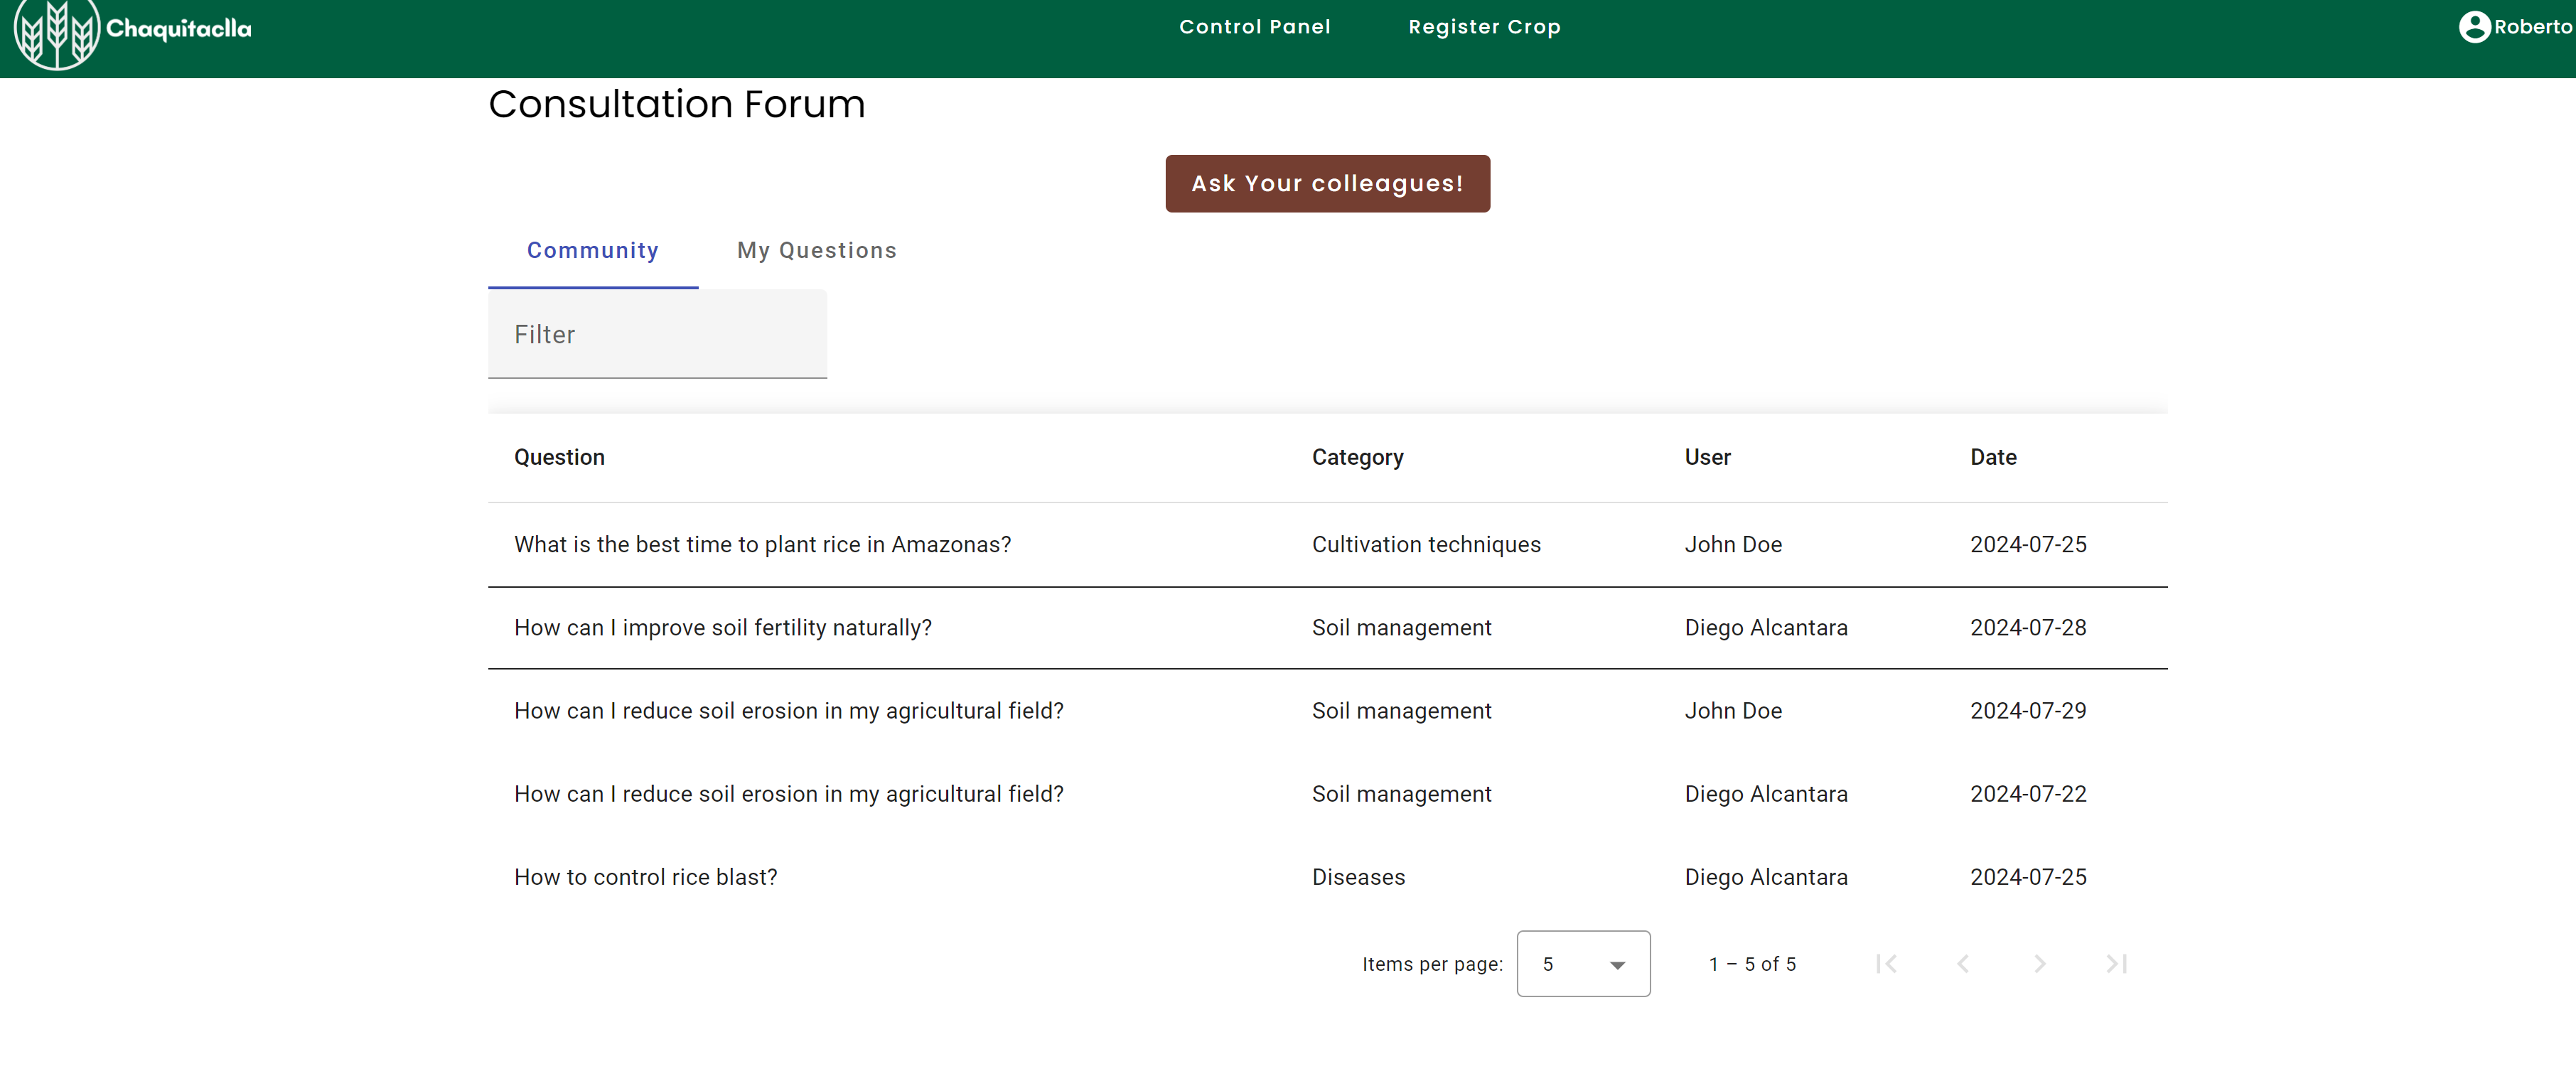 Chaquitaclla
Control Panel Register Crop
Roberto
Consultation Forum
Ask Your colleagues!
Community My Questions
Filter
Question Category User Date
What is the best time to plant rice in Amazonas? Cultivation techniques John Doe 2024-07-25
How can I improve soil fertility naturally? Soil management Diego Alcantara 2024-07-28
How can I reduce soil erosion in my agricultural field? Soil management John Doe 2024-07-29
How can I reduce soil erosion in my agricultural field? Soil management Diego Alcantara 2024-07-22
How to control rice blast? Diseases Diego Alcantara 2024-07-25
Items per page: 5 1 – 5 of 5